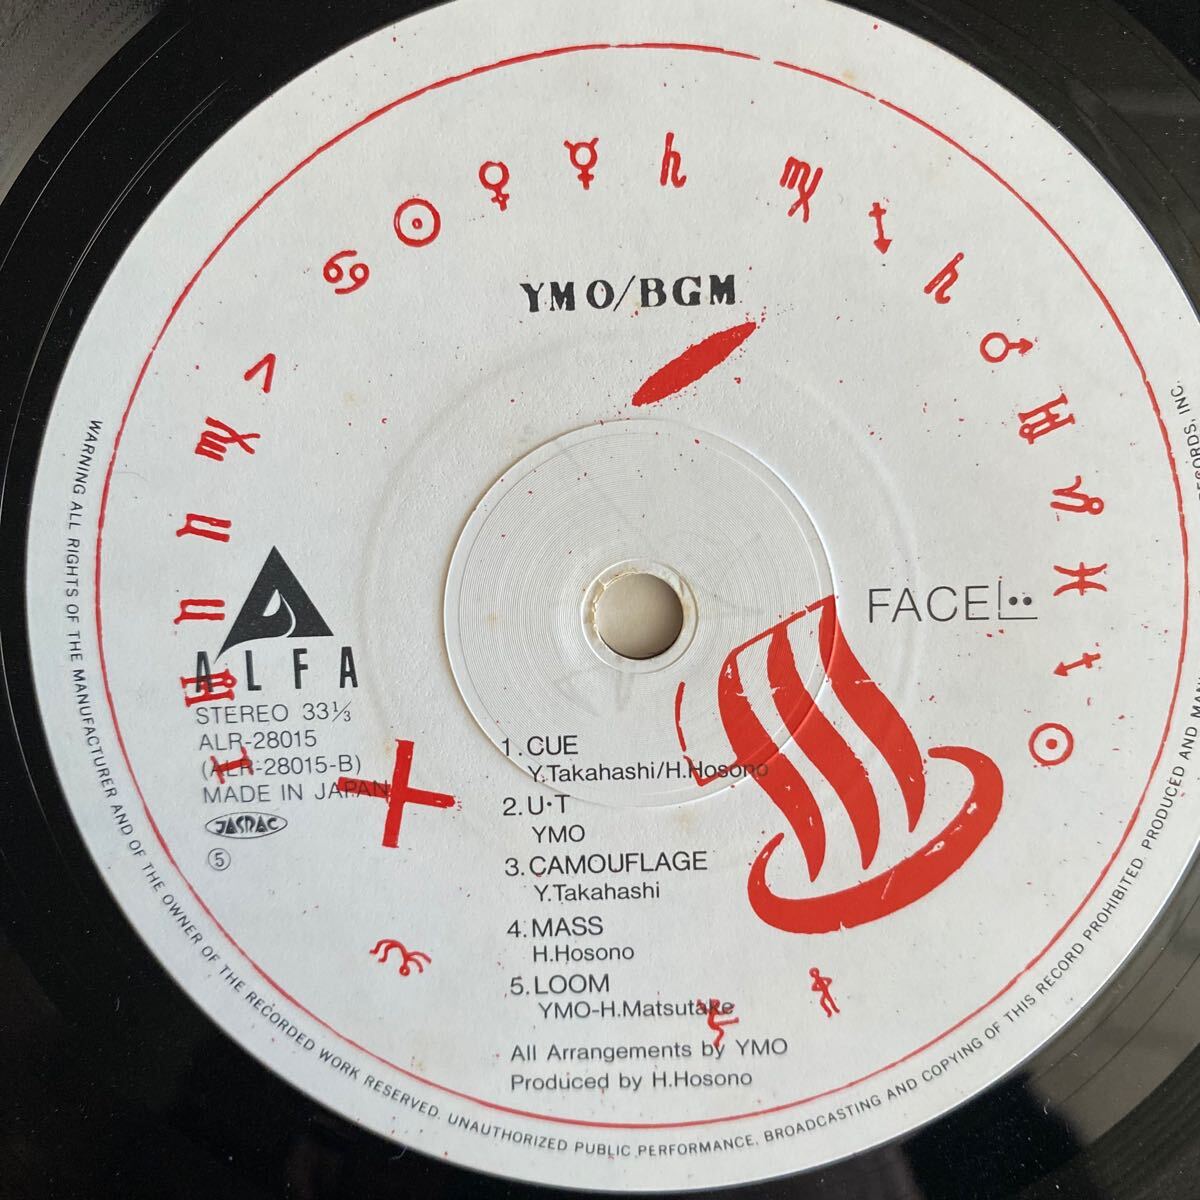 YMO/BGM
FACE
ALFA
STEREO 33⅓
ALR-28015
(ALR-28015-B)
MADE IN JAPAN
JASRAC
⑤
1. CUE
Y.Takahashi/H.Hosono
2. U•T
YMO
3. CAMOUFLAGE
Y.Takahashi
4. MASS
H.Hosono
5. LOOM
YMO-H.Matsutake
All Arrangements by YMO
Produced by H.Hosono
WARNING ALL RIGHTS OF THE MANUFACTURER AND OF THE OWNER OF THE RECORDED WORK RESERVED. UNAUTHORIZED PUBLIC PERFORMANCE. BROADCASTING AND COPYING OF THIS RECORD PROHIBITED. PRODUCED AND RECORDS, INC.